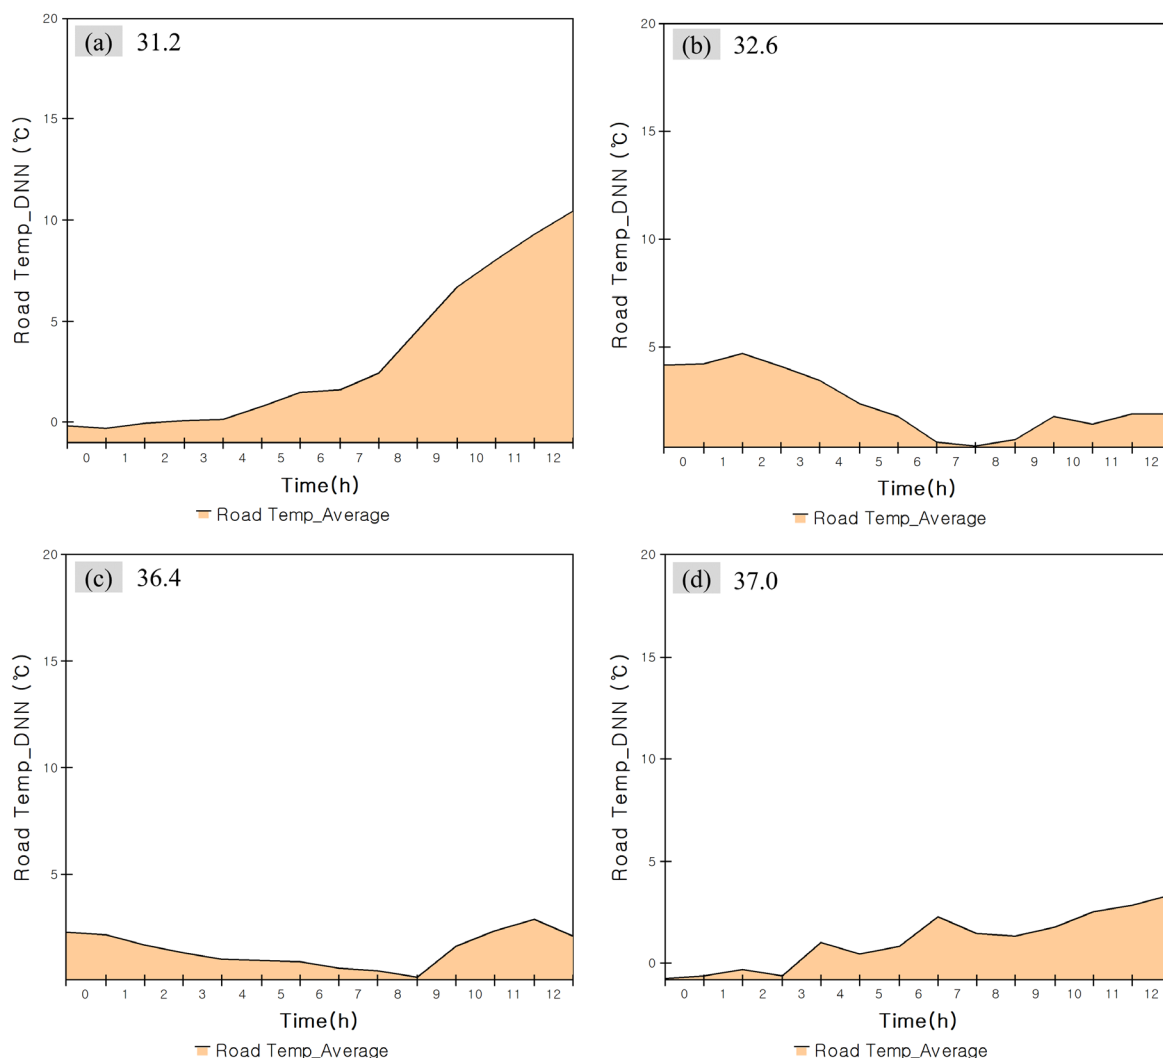 (a) 31.2
20
15
10
5
0
Road Temp_DNN (℃)
0 1 2 3 4 5 6 7 8 9 10 11 12
Time(h)
Road Temp_Average
(b) 32.6
20
15
10
5
Road Temp_DNN (℃)
0 1 2 3 4 5 6 7 8 9 10 11 12
Time(h)
Road Temp_Average
(c) 36.4
20
15
10
5
Road Temp_DNN (℃)
0 1 2 3 4 5 6 7 8 9 10 11 12
Time(h)
Road Temp_Average
(d) 37.0
20
15
10
5
0
Road Temp_DNN (℃)
0 1 2 3 4 5 6 7 8 9 10 11 12
Time(h)
Road Temp_Average